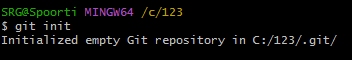 SRG@Spoorti MINGW64 /c/123
$ git init
Initialized empty Git repository in C:/123/.git/